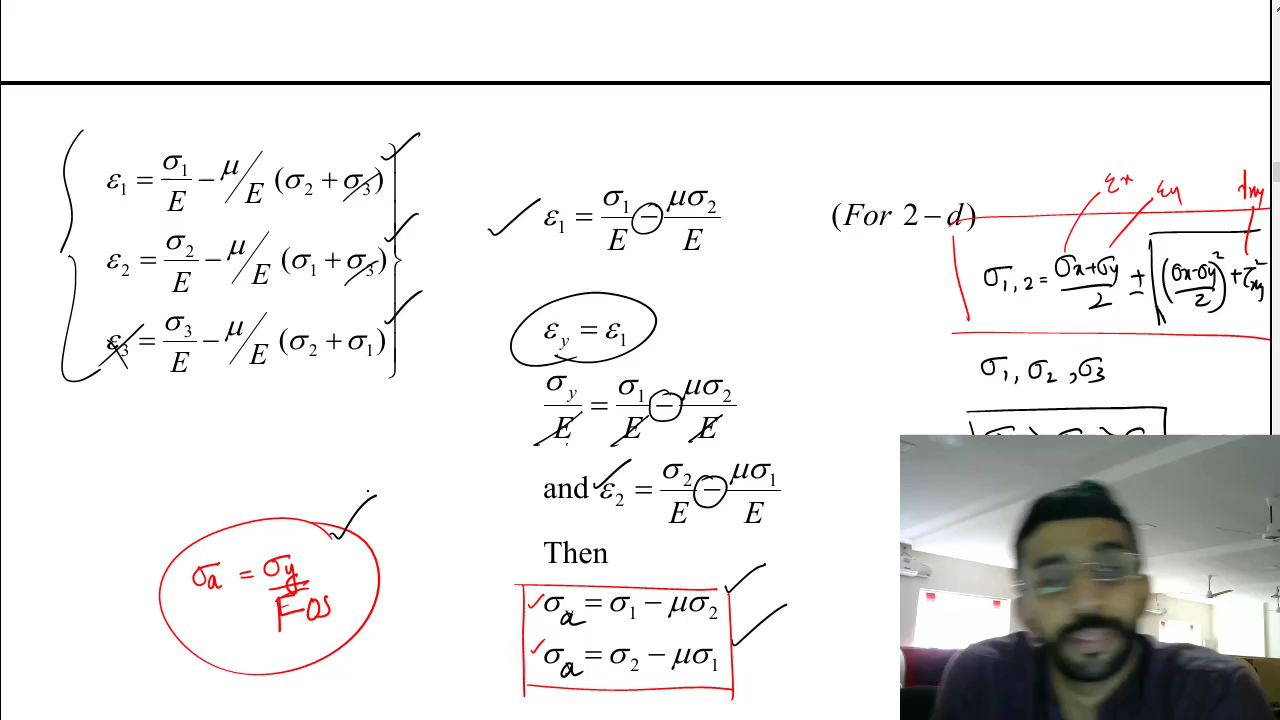 ε₁ = σ₁/E − μ/E (σ₂ + σ₃)
ε₂ = σ₂/E − μ/E (σ₁ + σ₃)
ε₃ = σ₃/E − μ/E (σ₂ + σ₁)
σa = σy/FOS
ε₁ = σ₁/E − μσ₂/E
ε_y = ε₁
σ_y/E = σ₁/E − μσ₂/E
and ε₂ = σ₂/E − μσ₁/E
Then
σa = σ₁ − μσ₂
σa = σ₂ − μσ₁
(For 2 − d)
εx εy
σ₁,₂ = (σx+σy)/2 ± √(((σx-σy)/2)² + τxy²)
σ₁, σ₂, σ₃